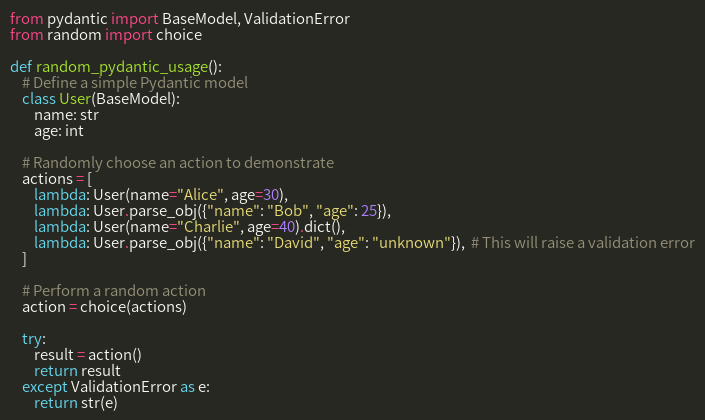 from pydantic import BaseModel, ValidationError
from random import choice

def random_pydantic_usage():
    # Define a simple Pydantic model
    class User(BaseModel):
        name: str
        age: int

    # Randomly choose an action to demonstrate
    actions = [
        lambda: User(name="Alice", age=30),
        lambda: User.parse_obj({"name": "Bob", "age": 25}),
        lambda: User(name="Charlie", age=40).dict(),
        lambda: User.parse_obj({"name": "David", "age": "unknown"}),  # This will raise a validation error
    ]

    # Perform a random action
    action = choice(actions)

    try:
        result = action()
        return result
    except ValidationError as e:
        return str(e)